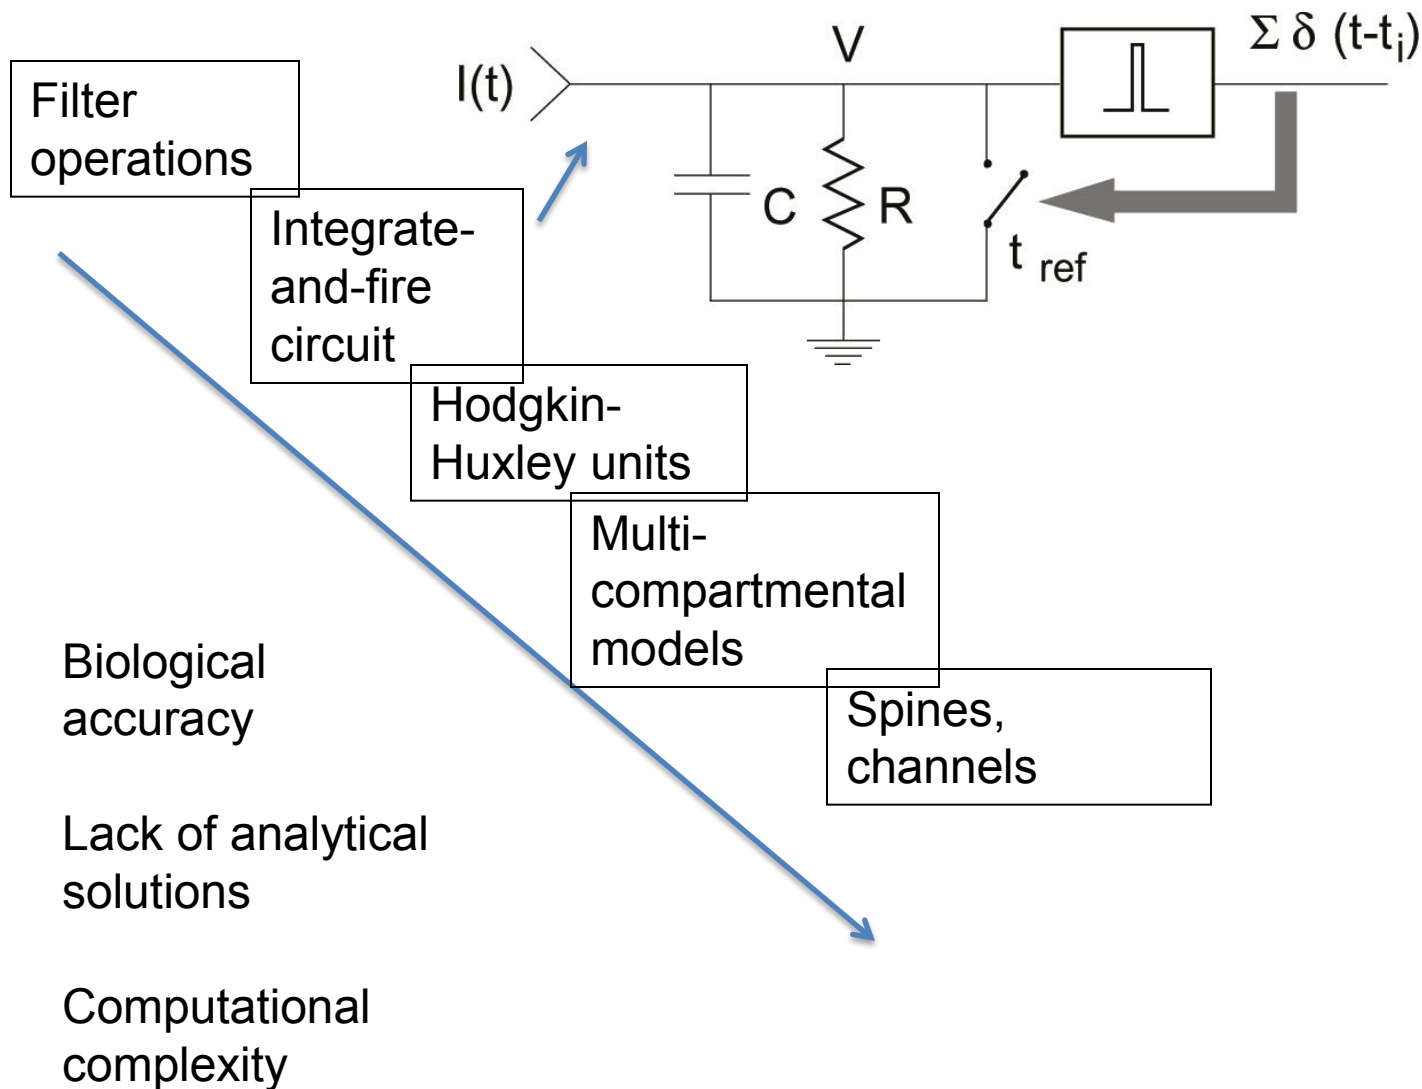 Filter
operations
Integrate-
and-fire
circuit
Hodgkin-
Huxley units
Multi-
compartmental
models
Spines,
channels
I(t)
V
Σ δ (t-tᵢ)
C
R
t ref
Biological
accuracy
Lack of analytical
solutions
Computational
complexity